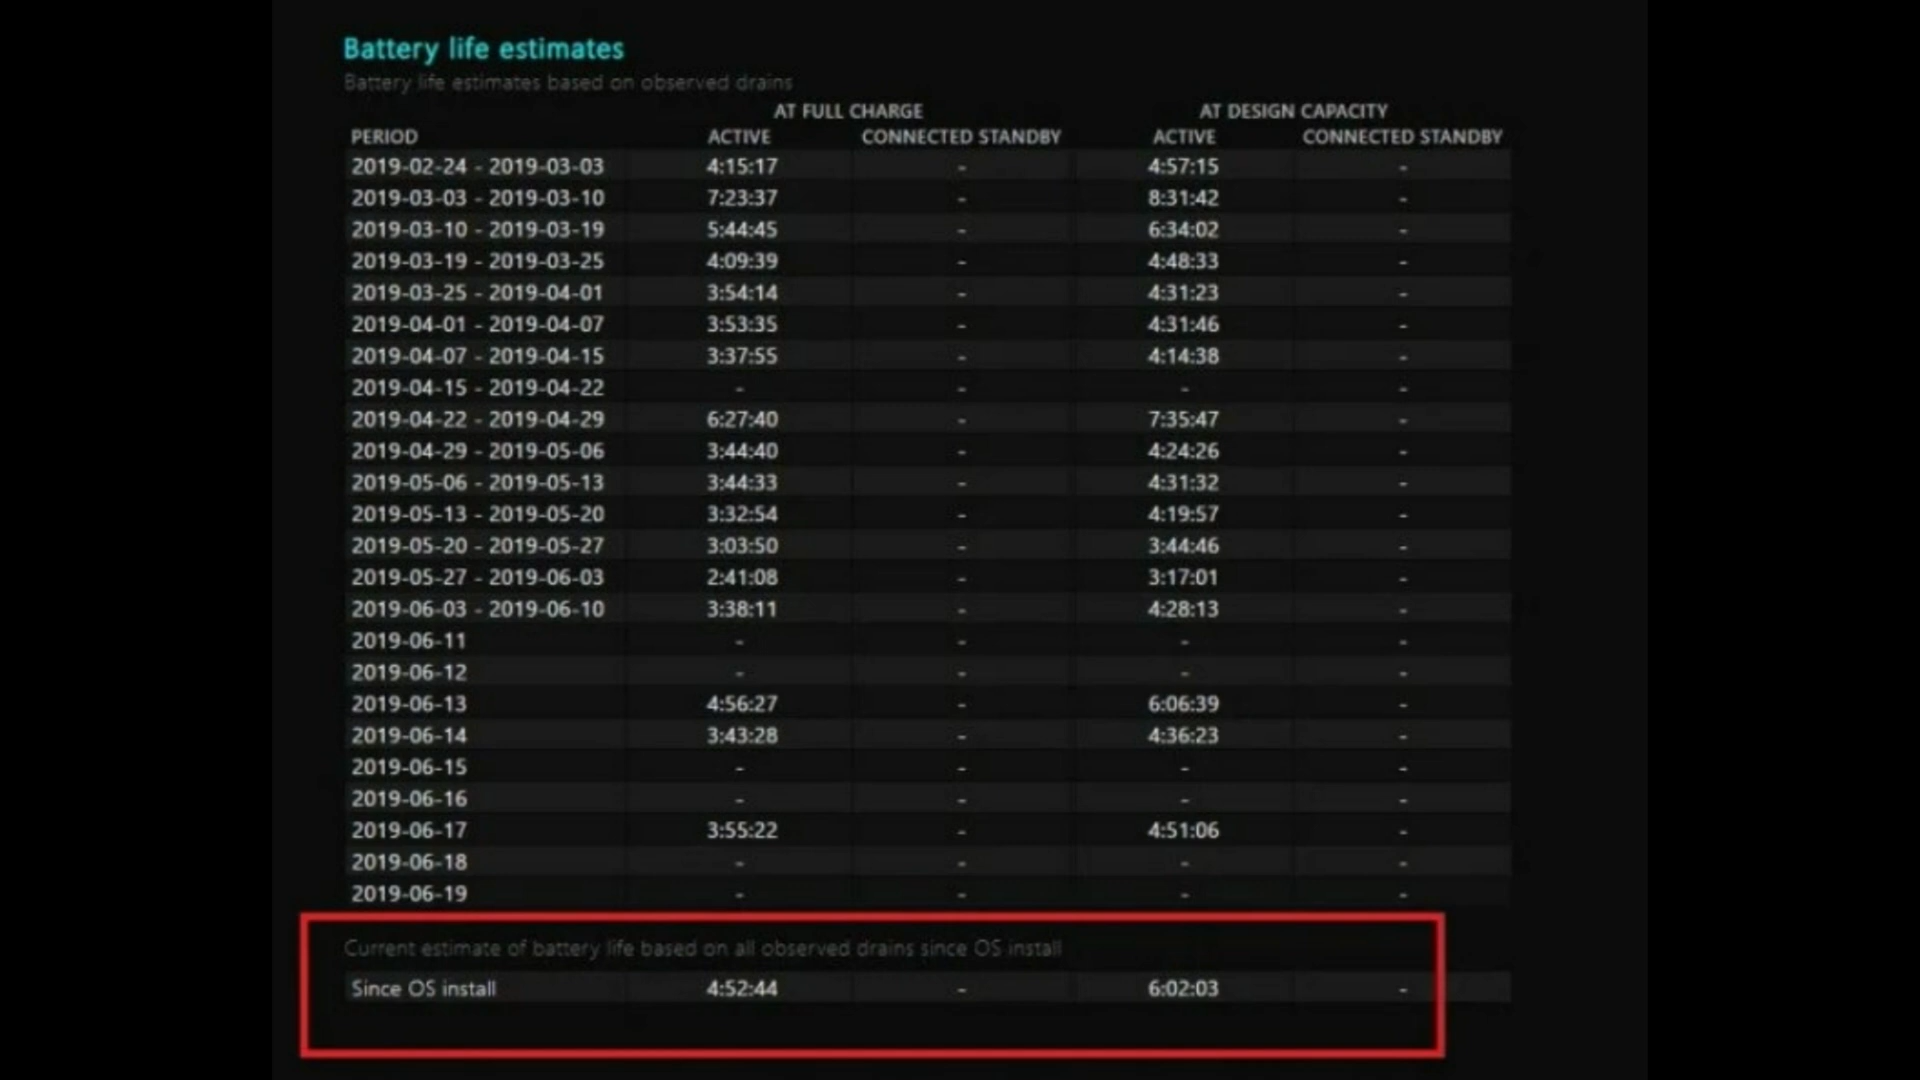 Battery life estimates
Battery life estimates based on observed drains
AT FULL CHARGE AT DESIGN CAPACITY
PERIOD ACTIVE CONNECTED STANDBY ACTIVE CONNECTED STANDBY
2019-02-24 - 2019-03-03 4:15:17 - 4:57:15 -
2019-03-03 - 2019-03-10 7:23:37 - 8:31:42 -
2019-03-10 - 2019-03-19 5:44:45 - 6:34:02 -
2019-03-19 - 2019-03-25 4:09:39 - 4:48:33 -
2019-03-25 - 2019-04-01 3:54:14 - 4:31:23 -
2019-04-01 - 2019-04-07 3:53:35 - 4:31:46 -
2019-04-07 - 2019-04-15 3:37:55 - 4:14:38 -
2019-04-15 - 2019-04-22 - - - -
2019-04-22 - 2019-04-29 6:27:40 - 7:35:47 -
2019-04-29 - 2019-05-06 3:44:40 - 4:24:26 -
2019-05-06 - 2019-05-13 3:44:33 - 4:31:32 -
2019-05-13 - 2019-05-20 3:32:54 - 4:19:57 -
2019-05-20 - 2019-05-27 3:03:50 - 3:44:46 -
2019-05-27 - 2019-06-03 2:41:08 - 3:17:01 -
2019-06-03 - 2019-06-10 3:38:11 - 4:28:13 -
2019-06-11 - - - -
2019-06-12 - - - -
2019-06-13 4:56:27 - 6:06:39 -
2019-06-14 3:43:28 - 4:36:23 -
2019-06-15 - - - -
2019-06-16 - - - -
2019-06-17 3:55:22 - 4:51:06 -
2019-06-18 - - - -
2019-06-19 - - - -
Current estimate of battery life based on all observed drains since OS install
Since OS install 4:52:44 - 6:02:03 -